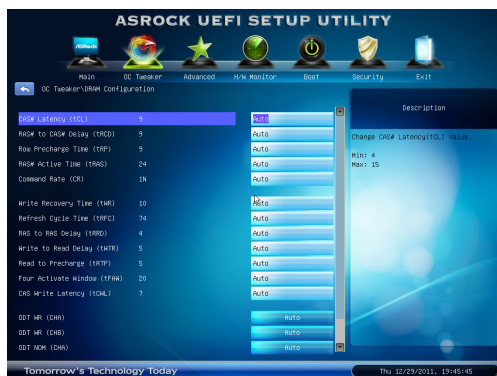 ASROCK UEFI SETUP UTILITY
ASRock
Main OC Tweaker Advanced H/W Monitor Boot Security Exit
OC Tweaker\DRAM Configuration
Description
CAS# Latency (tCL) 9 Auto
Change CAS# Latency(tCL) Value.
RAS# to CAS# Delay (tRCD) 9 Auto
Row Precharge Time (tRP) 9 Auto
Min: 4
Max: 15
RAS# Active Time (tRAS) 24 Auto
Command Rate (CR) 1N Auto
Write Recovery Time (tWR) 10 Auto
Refresh Cycle Time (tRFC) 74 Auto
RAS to RAS Delay (tRRD) 4 Auto
Write to Read Delay (tWTR) 5 Auto
Read to Precharge (tRTP) 5 Auto
Four Activate Window (tFAW) 20 Auto
CAS Write Latency (tCWL) 7 Auto
ODT WR (CHA) Auto
ODT WR (CHB) Auto
ODT NOM (CHA) Auto
Tomorrow's Technology Today
Thu 12/29/2011, 19:45:45